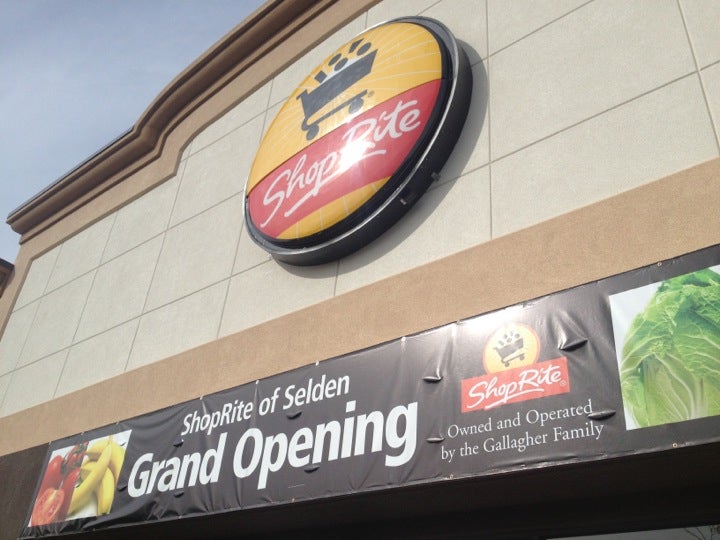 ShopRite
ShopRite of Selden
Grand Opening
ShopRite
Owned and Operated
by the Gallagher Family